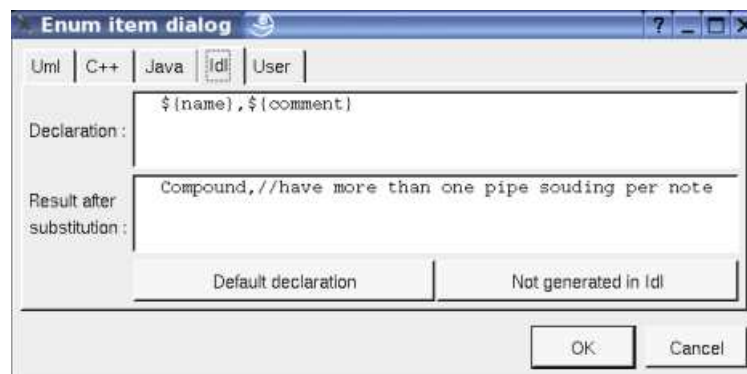 Enum item dialog
?
Uml C++ Java Idl User
Declaration :
${name},${comment}
Result after
substitution :
Compound,//have more than one pipe souding per note
Default declaration Not generated in Idl
OK Cancel